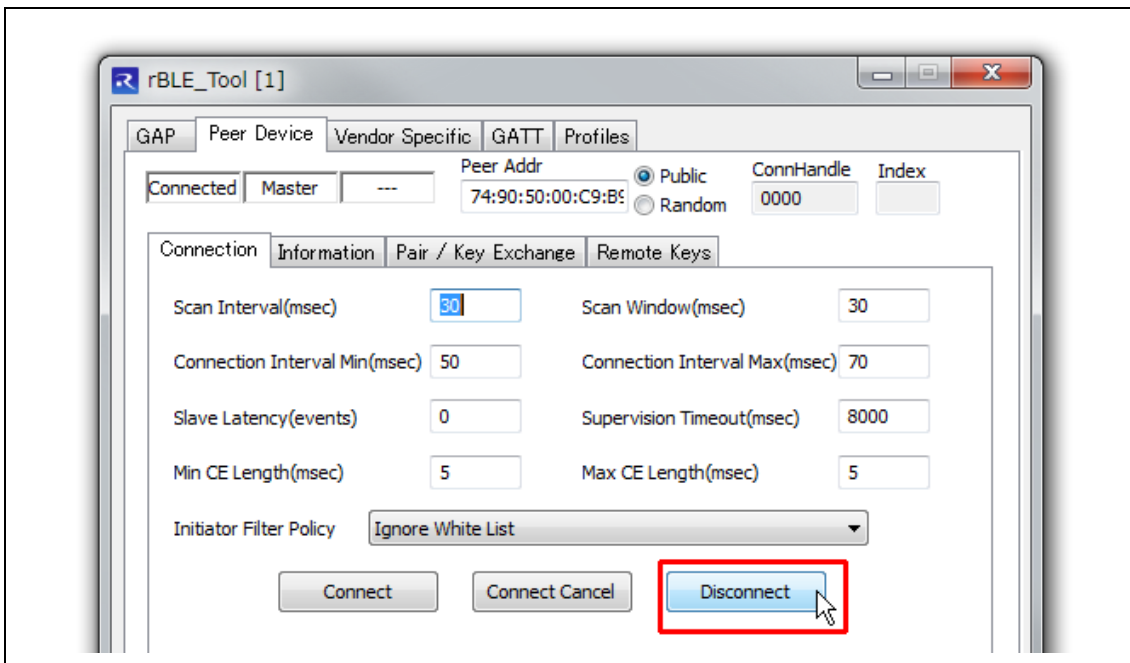 rBLE_Tool [1]
GAP Peer Device Vendor Specific GATT Profiles
Peer Addr ConnHandle Index
Connected Master --- 74:90:50:00:C9:B9 Public 0000
Random
Connection Information Pair / Key Exchange Remote Keys
Scan Interval(msec) 30 Scan Window(msec) 30
Connection Interval Min(msec) 50 Connection Interval Max(msec) 70
Slave Latency(events) 0 Supervision Timeout(msec) 8000
Min CE Length(msec) 5 Max CE Length(msec) 5
Initiator Filter Policy Ignore White List
Connect Connect Cancel Disconnect